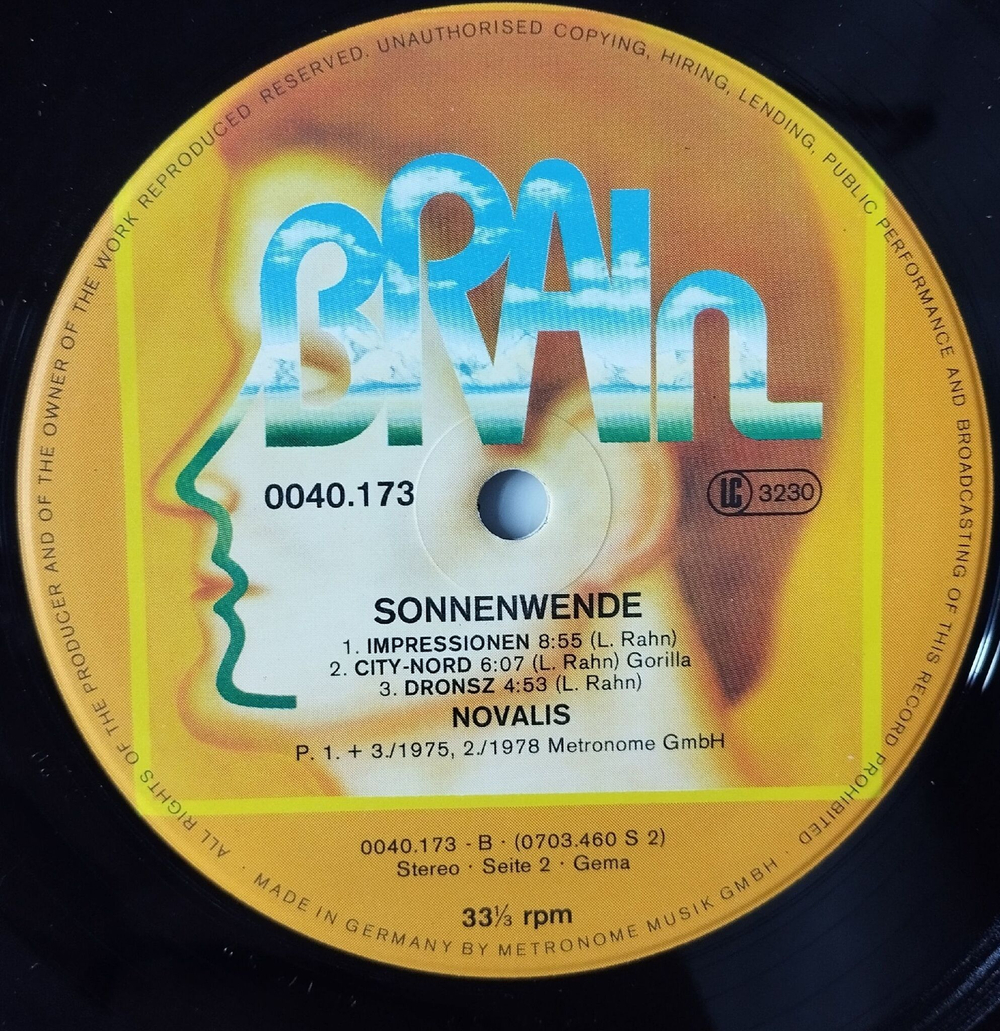 ALL RIGHTS OF THE PRODUCER AND OF THE OWNER OF THE WORK REPRODUCED RESERVED. UNAUTHORISED COPYING, HIRING, LENDING, PUBLIC PERFORMANCE AND BROADCASTING OF THIS RECORD PROHIBITED ·
BRAIN
0040.173
LC 3230
SONNENWENDE
1. IMPRESSIONEN 8:55 (L. Rahn)
2. CITY-NORD 6:07 (L. Rahn) Gorilla
3. DRONSZ 4:53 (L. Rahn)
NOVALIS
P. 1. + 3./1975, 2./1978 Metronome GmbH
0040.173 - B · (0703.460 S 2)
Stereo · Seite 2 · Gema
33⅓ rpm
· MADE IN GERMANY BY METRONOME MUSIK GMBH ·